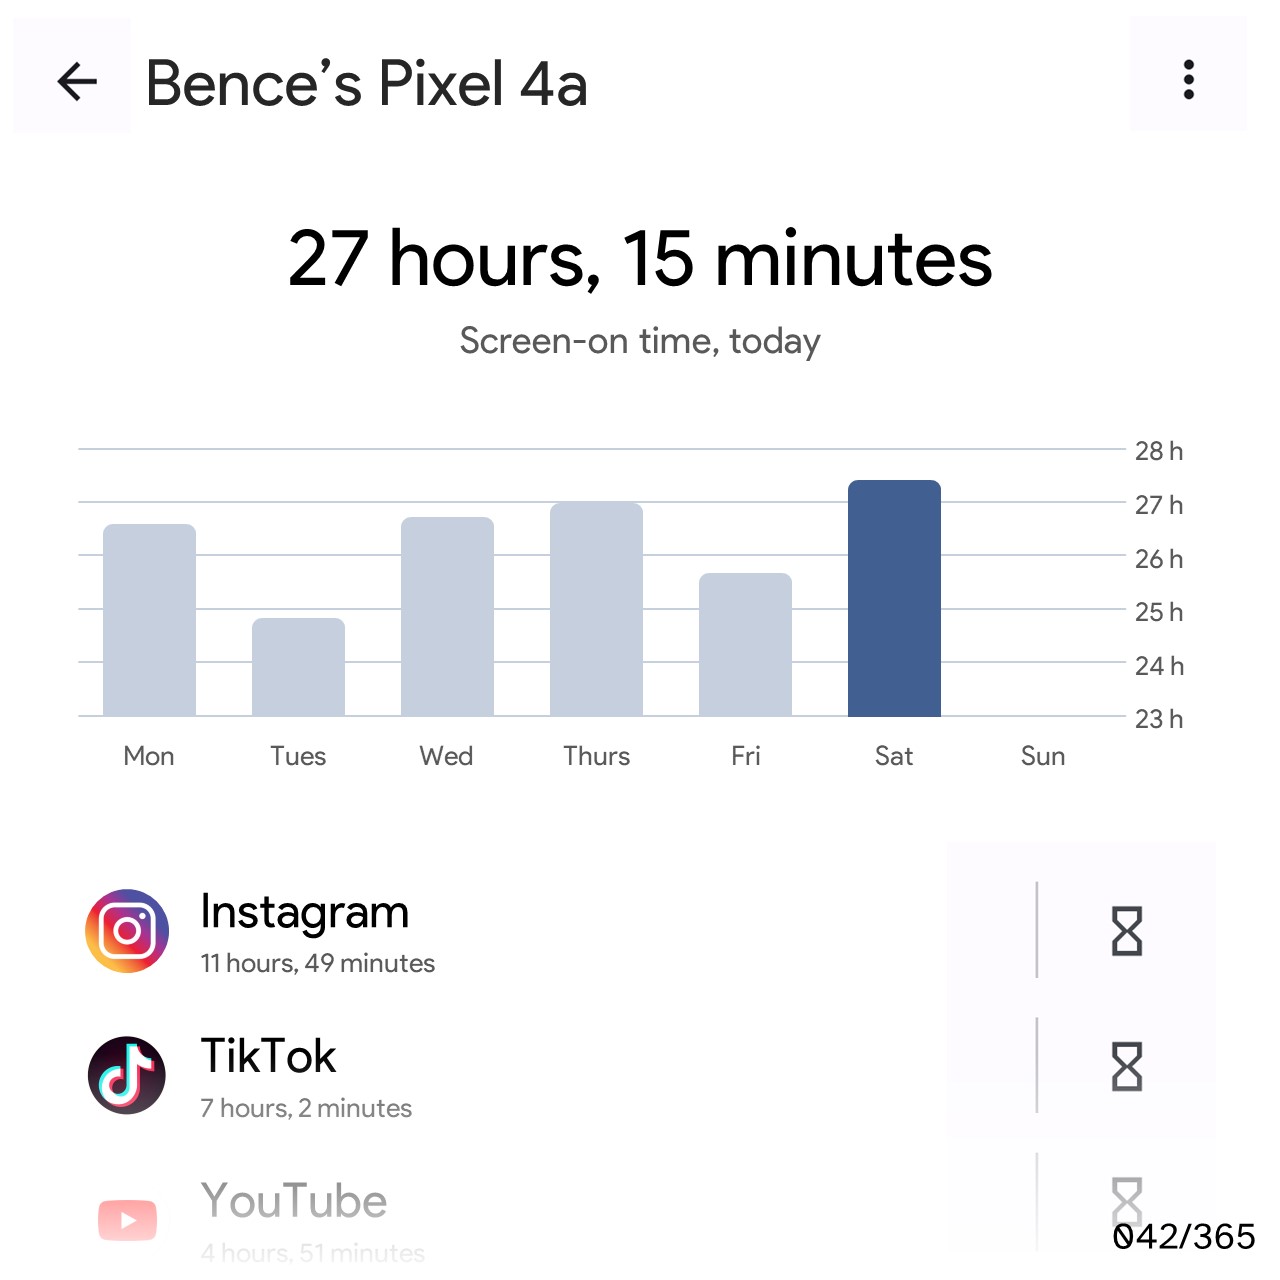 Bence’s Pixel 4a
27 hours, 15 minutes
Screen-on time, today
28 h
27 h
26 h
25 h
24 h
23 h
Mon Tues Wed Thurs Fri Sat Sun
Instagram
11 hours, 49 minutes
TikTok
7 hours, 2 minutes
YouTube
4 hours, 51 minutes
042/365